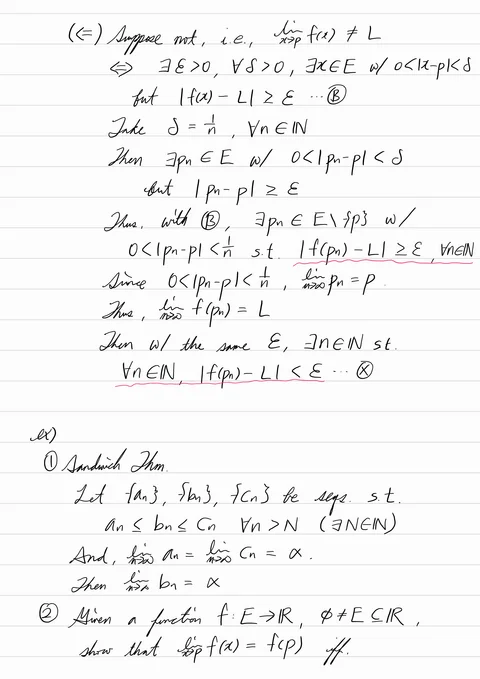 (⇐) Suppose not, i.e., lim_{x→p} f(x) ≠ L
⇔ ∃ε>0, ∀δ>0, ∃x∈E w/ 0<|x-p|<δ
but |f(x) - L| ≥ ε ... Ⓑ
Take δ = 1/n, ∀n∈ℕ
Then ∃pn ∈ E w/ 0<|pn-p|<δ
but |pn-p| ≥ ε
Thus, with Ⓑ, ∃pn ∈ E\{p} w/
0<|pn-p|<1/n s.t. |f(pn)-L| ≥ ε, ∀n∈ℕ
Since 0<|pn-p|<1/n, lim_{n→∞} pn = p.
Thus, lim_{n→∞} f(pn) = L
Then w/ the same ε, ∃n∈ℕ st.
∀n∈ℕ, |f(pn)-L| < ε ... ⓧ
ex)
① Sandwich Thm.
Let {an}, {bn}, {cn} be seqs. s.t.
an ≤ bn ≤ cn ∀n>N (∃N∈ℕ)
And, lim_{n→∞} an = lim_{n→∞} cn = α.
Then lim_{n→∞} bn = α
② Given a function f: E→ℝ, ∅≠E⊆ℝ,
show that lim_{x→p} f(x) = f(p) iff.